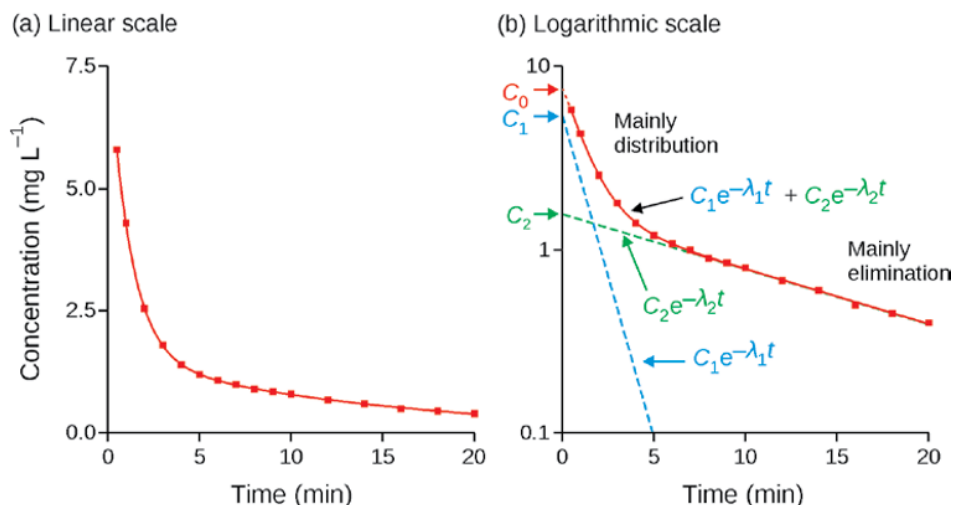 (a) Linear scale
7.5
5.0
2.5
0.0
Concentration (mg L⁻¹)
0
5
10
15
20
Time (min)
(b) Logarithmic scale
10
1
0.1
C₀
C₁
C₂
Mainly
distribution
C₁e⁻λ₁ᵗ + C₂e⁻λ₂ᵗ
Mainly
elimination
C₂e⁻λ₂ᵗ
C₁e⁻λ₁ᵗ
0
5
10
15
20
Time (min)